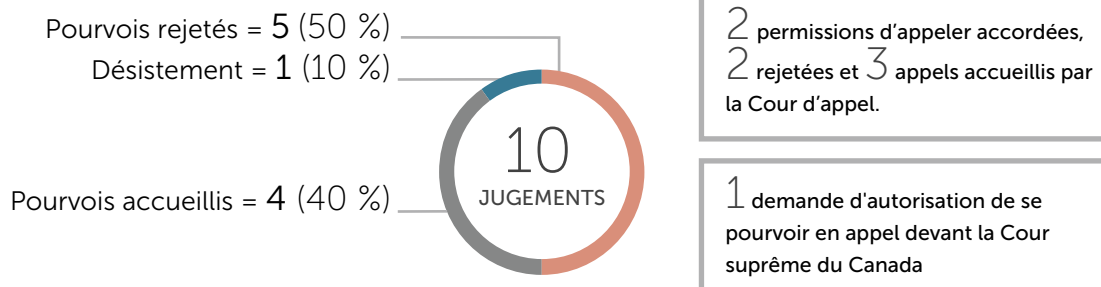 Pourvois rejetés = 5 (50 %)
Désistement = 1 (10 %)
Pourvois accueillis = 4 (40 %)
10
JUGEMENTS
2 permissions d’appeler accordées,
2 rejetées et 3 appels accueillis par
la Cour d’appel.
1 demande d'autorisation de se
pourvoir en appel devant la Cour
suprême du Canada